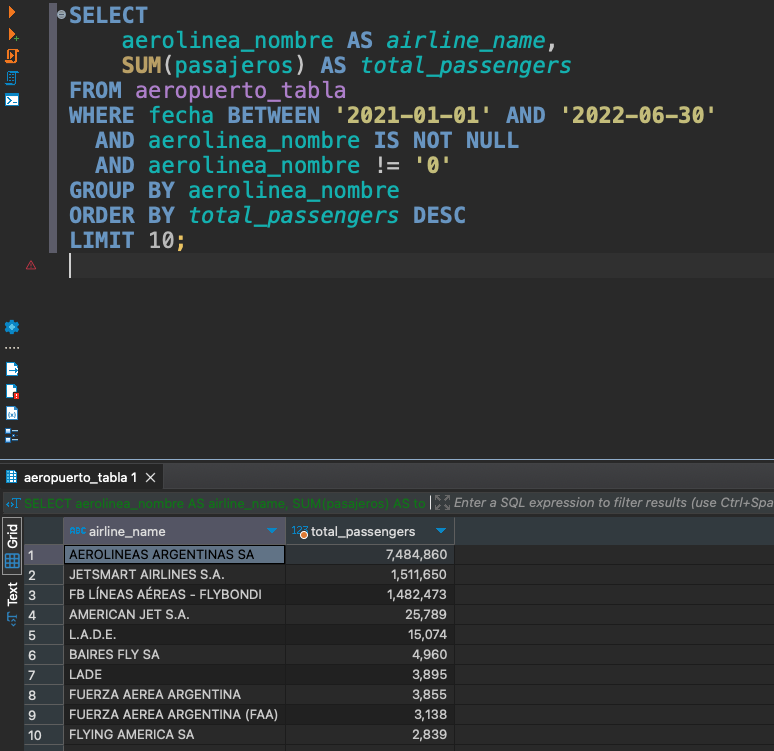 SELECT
aerolinea_nombre AS airline_name,
SUM(pasajeros) AS total_passengers
FROM aeropuerto_tabla
WHERE fecha BETWEEN '2021-01-01' AND '2022-06-30'
AND aerolinea_nombre IS NOT NULL
AND aerolinea_nombre != '0'
GROUP BY aerolinea_nombre
ORDER BY total_passengers DESC
LIMIT 10;
aeropuerto_tabla 1
SELECT aerolinea_nombre AS airline_name, SUM(pasajeros) AS to Enter a SQL expression to filter results (use Ctrl+Spa
Grid
Text
airline_name 123 total_passengers
1 AEROLINEAS ARGENTINAS SA 7,484,860
2 JETSMART AIRLINES S.A. 1,511,650
3 FB LÍNEAS AÉREAS - FLYBONDI 1,482,473
4 AMERICAN JET S.A. 25,789
5 L.A.D.E. 15,074
6 BAIRES FLY SA 4,960
7 LADE 3,895
8 FUERZA AEREA ARGENTINA 3,855
9 FUERZA AEREA ARGENTINA (FAA) 3,138
10 FLYING AMERICA SA 2,839